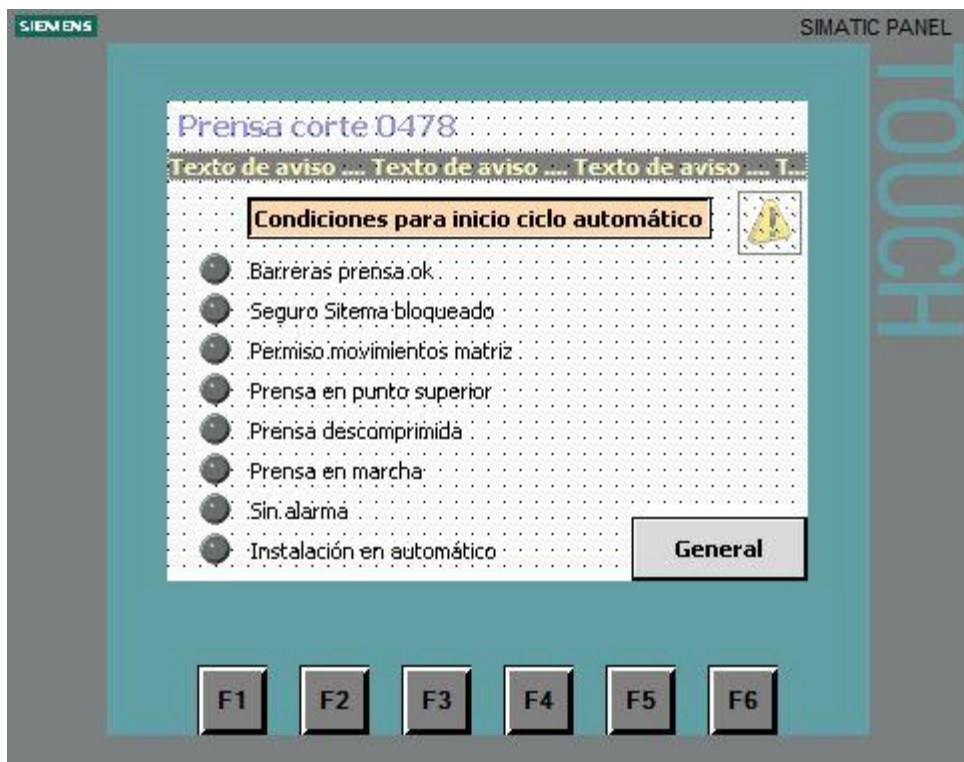 SIEMENS
SIMATIC PANEL
TOUCH
Prensa corte 0478
Texto de aviso .... Texto de aviso .... Texto de aviso .... T...
Condiciones para inicio ciclo automático
Barreras prensa ok
Seguro Sitema bloqueado
Permiso movimientos matriz
Prensa en punto superior
Prensa descomprimida
Prensa en marcha
Sin alarma
Instalación en automático
General
F1 F2 F3 F4 F5 F6